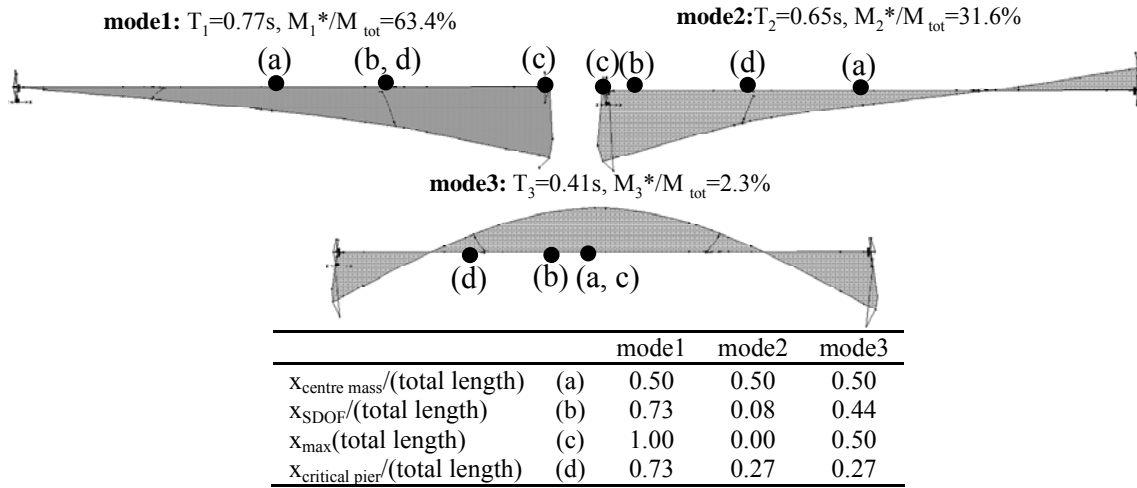 mode1: T1=0.77s, M1*/M tot=63.4%
mode2:T2=0.65s, M2*/M tot=31.6%
(a) (b, d) (c) (c) (b) (d) (a)
mode3: T3=0.41s, M3*/M tot=2.3%
(d) (b) (a, c)
mode1 mode2 mode3
xcentre mass/(total length) (a) 0.50 0.50 0.50
xSDOF/(total length) (b) 0.73 0.08 0.44
xmax(total length) (c) 1.00 0.00 0.50
xcritical pier/(total length) (d) 0.73 0.27 0.27